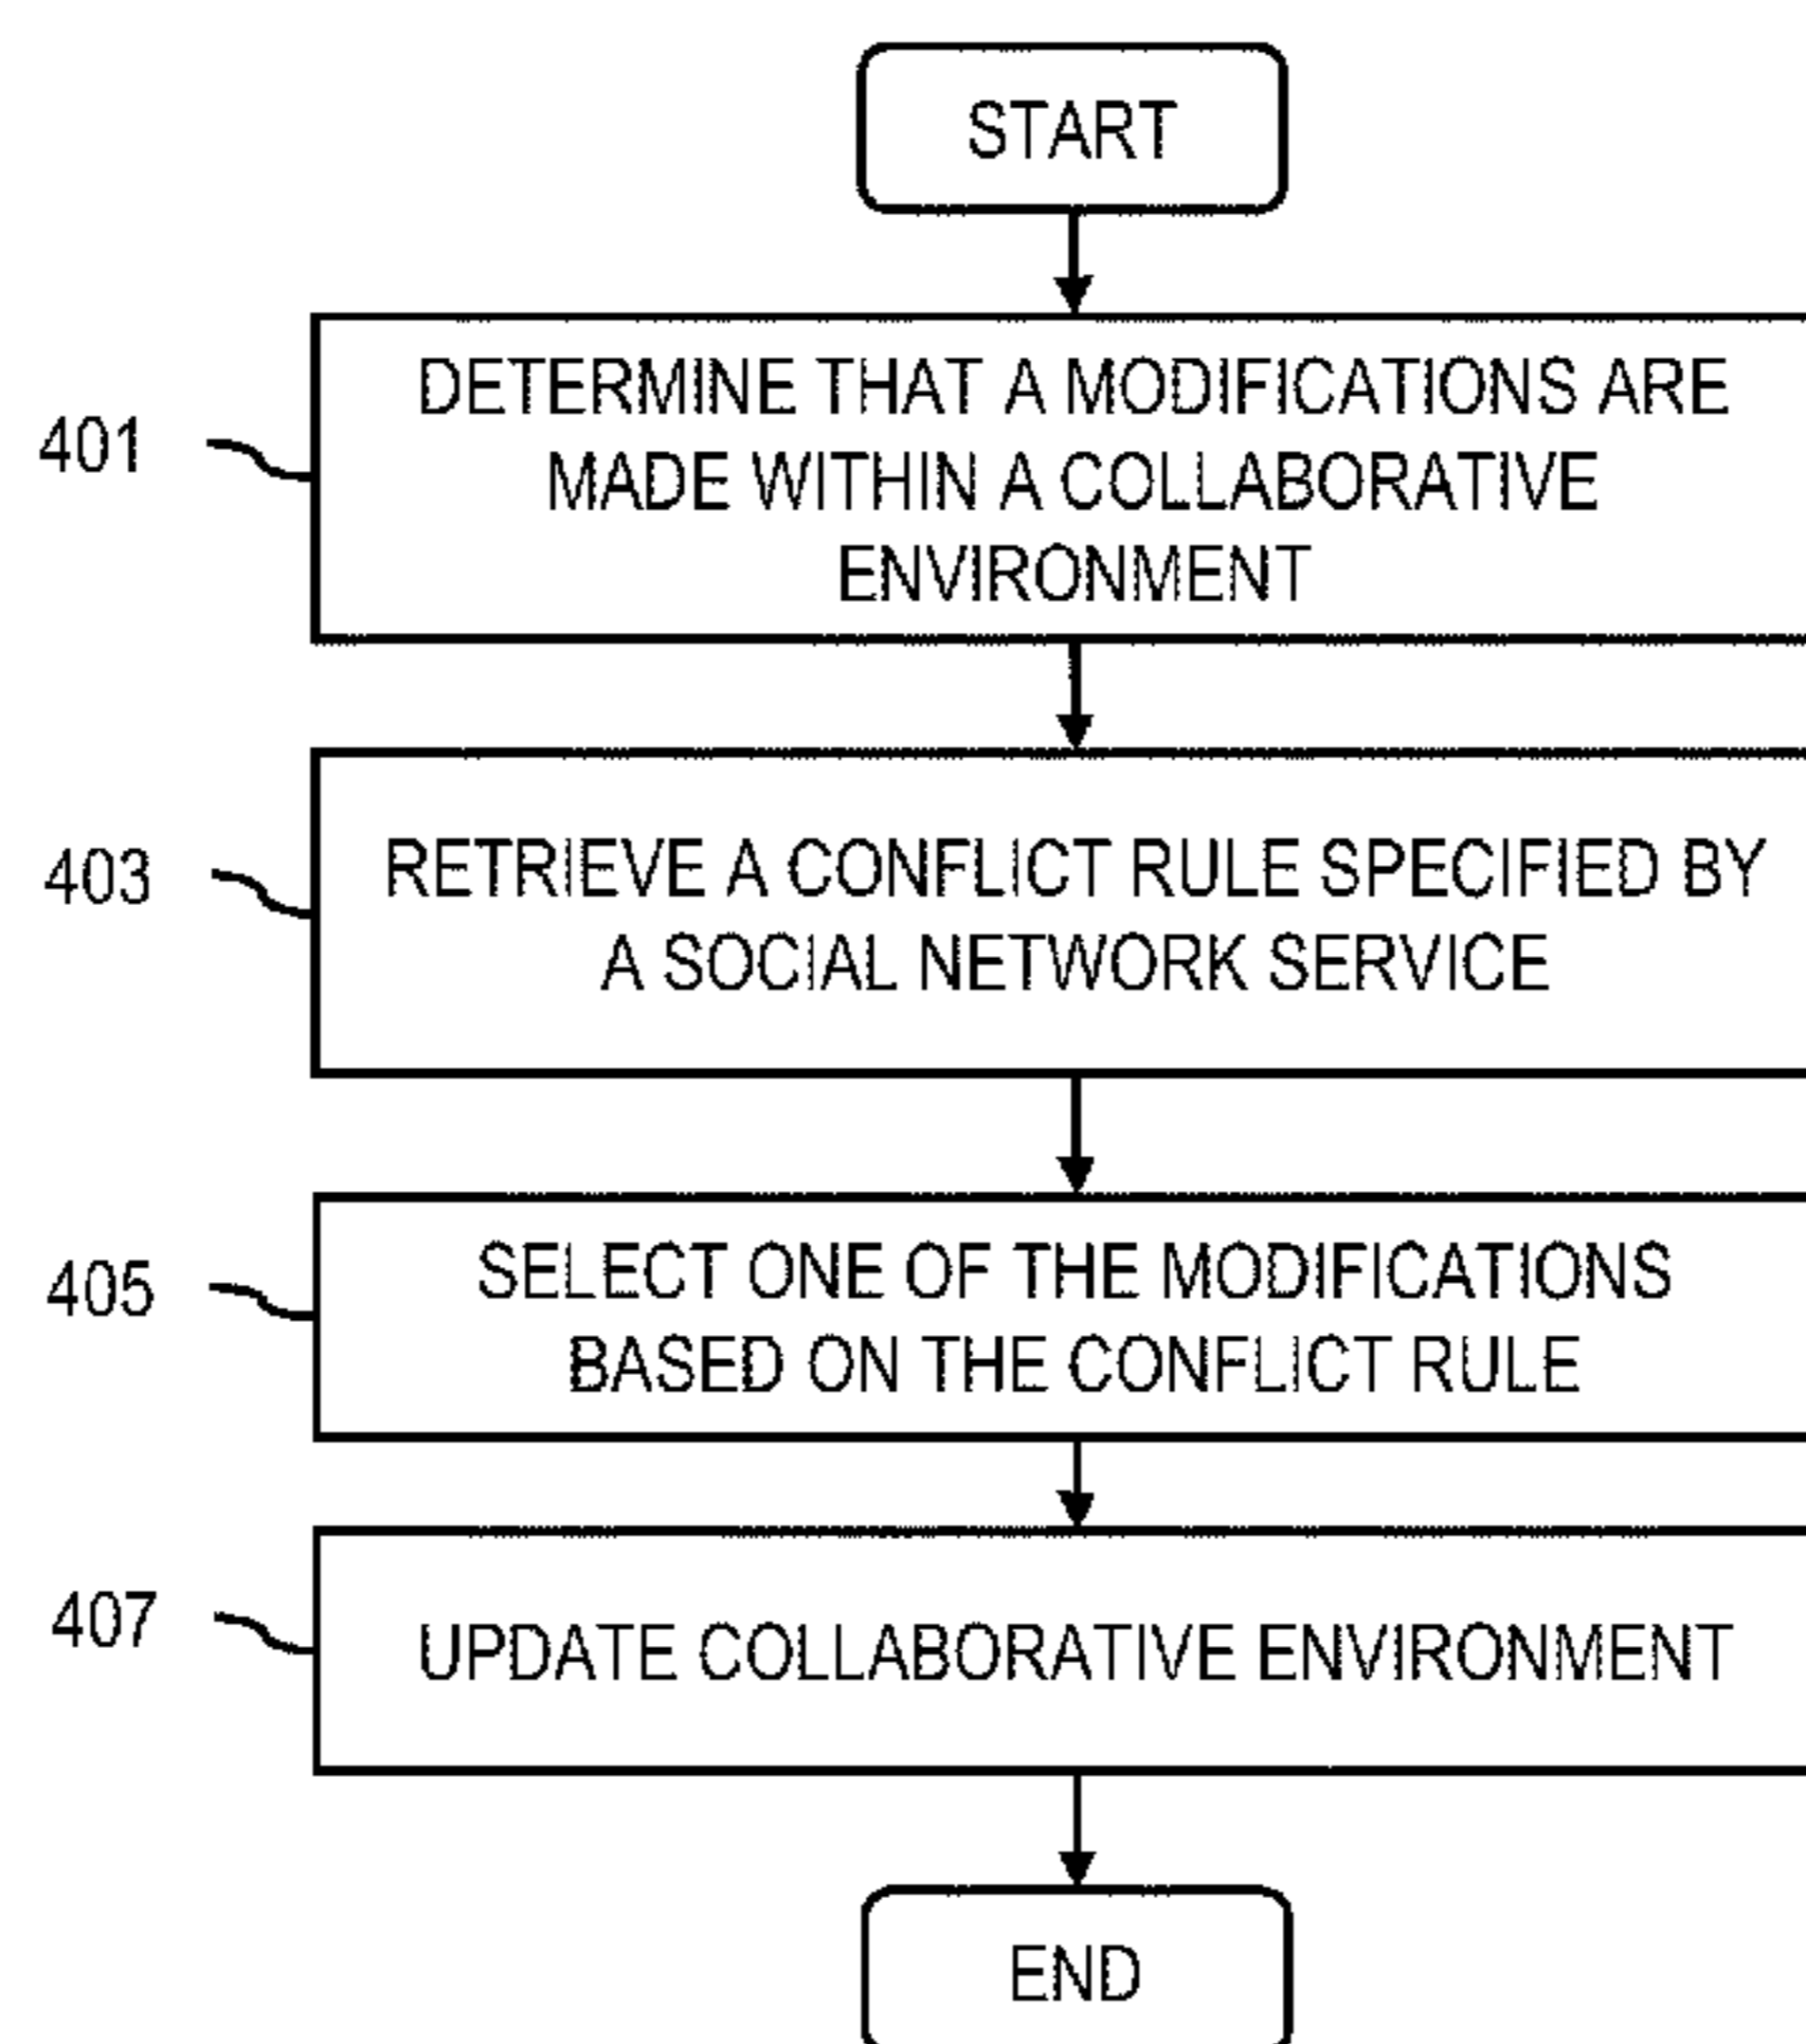 START
401
DETERMINE THAT A MODIFICATIONS ARE
MADE WITHIN A COLLABORATIVE
ENVIRONMENT
403
RETRIEVE A CONFLICT RULE SPECIFIED BY
A SOCIAL NETWORK SERVICE
405
SELECT ONE OF THE MODIFICATIONS
BASED ON THE CONFLICT RULE
407
UPDATE COLLABORATIVE ENVIRONMENT
END